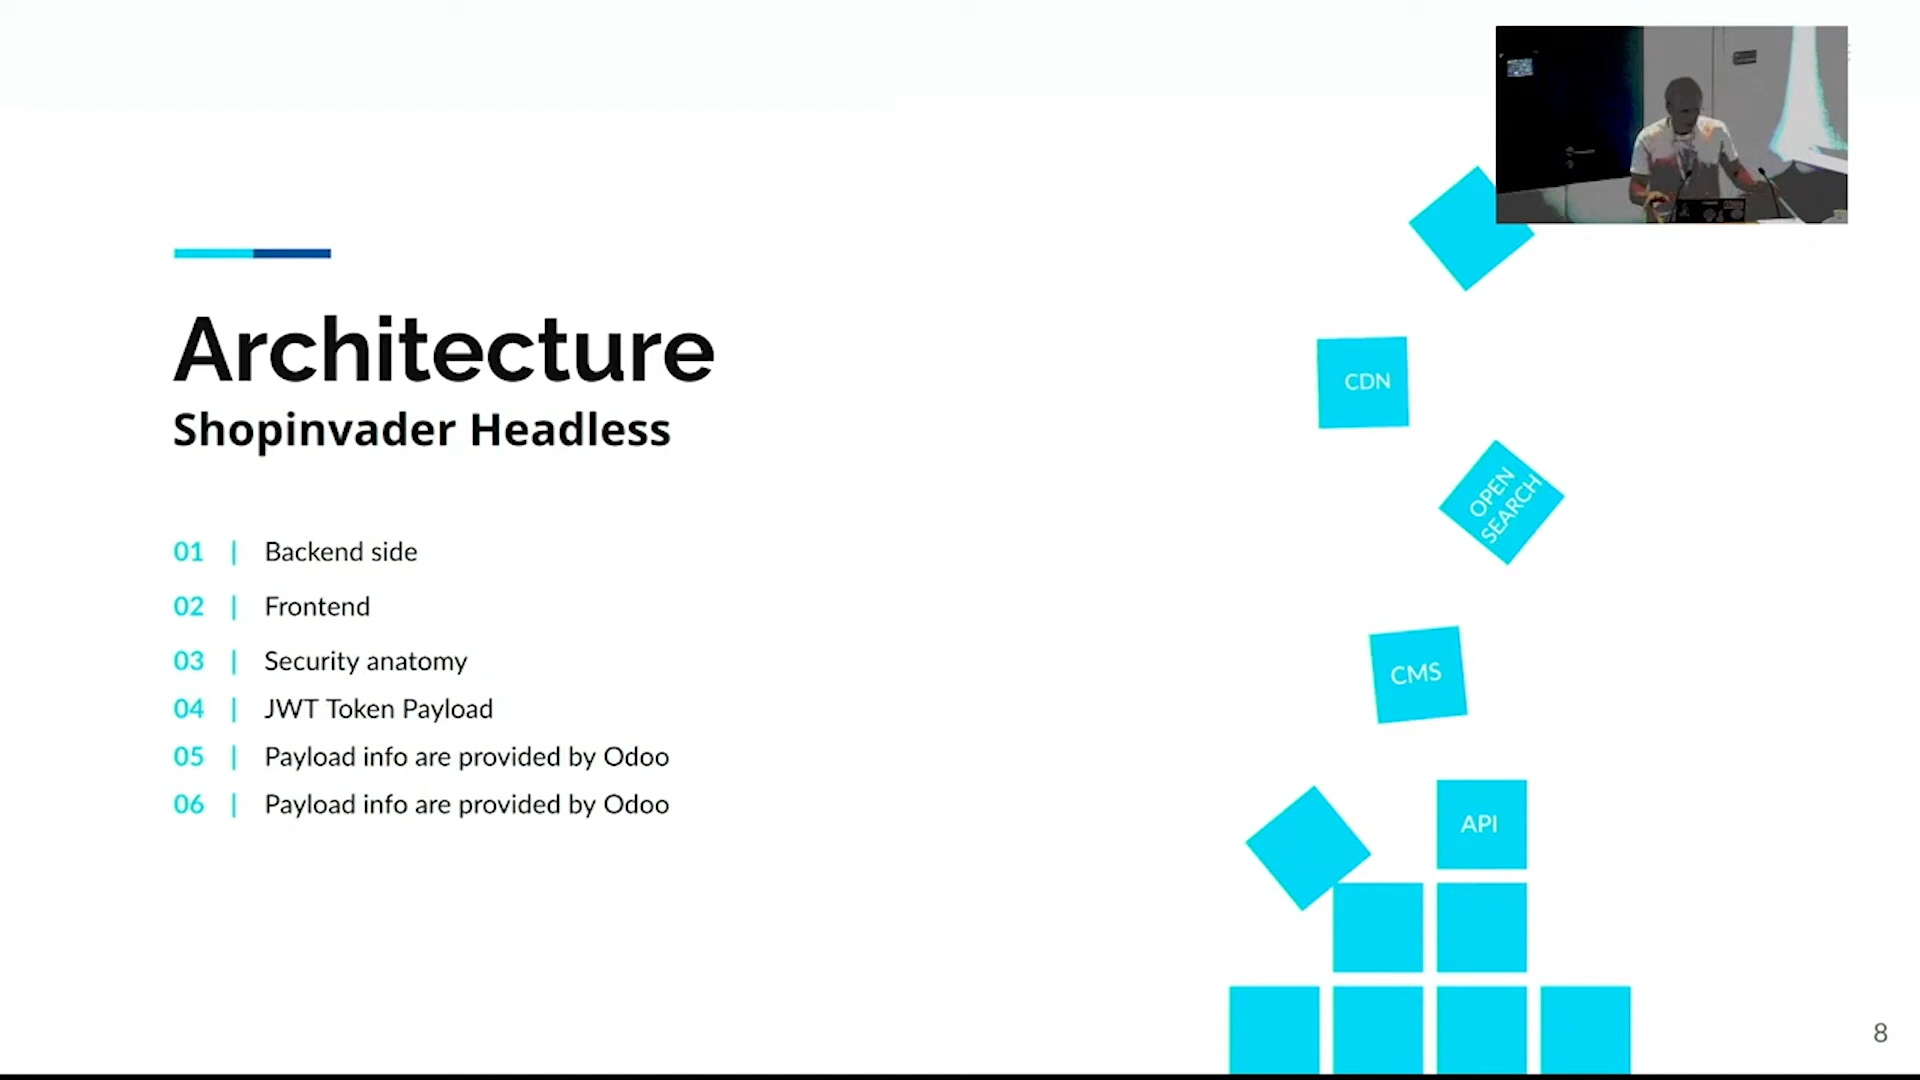 Architecture
Shopinvader Headless
01 | Backend side
02 | Frontend
03 | Security anatomy
04 | JWT Token Payload
05 | Payload info are provided by Odoo
06 | Payload info are provided by Odoo
CDN
OPEN
SEARCH
CMS
API
8